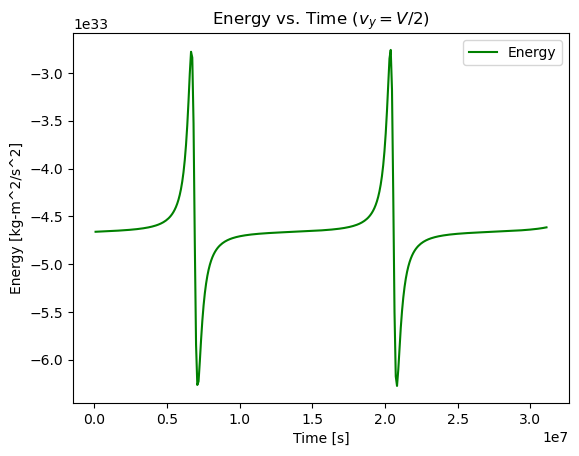 Energy vs. Time ($v_y = V/2$)
1e33
Energy
−3.0
−3.5
−4.0
−4.5
−5.0
−5.5
−6.0
Energy [kg-m^2/s^2]
0.0 0.5 1.0 1.5 2.0 2.5 3.0
1e7
Time [s]